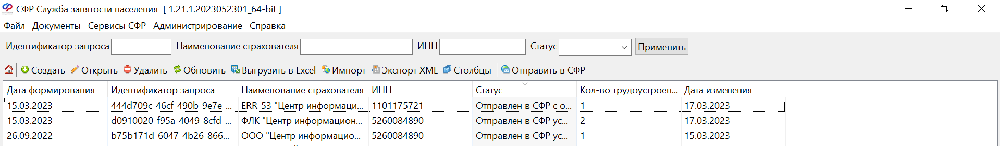 СФР Служба занятости населения [ 1.21.1.2023052301_64-bit ]
Файл Документы Сервисы СФР Администрирование Справка
Идентификатор запроса Наименование страхователя ИНН Статус Применить
Создать Открыть Удалить Обновить Выгрузить в Excel Импорт Экспорт XML Столбцы Отправить в СФР
Дата формирования Идентификатор запроса Наименование страхователя ИНН Статус Кол-во трудоустроен... Дата изменения
15.03.2023 444d709c-46cf-490b-9e7e-... ERR_53 "Центр информаци... 1101175721 Отправлен в СФР с о... 1 17.03.2023
15.03.2023 d0910020-f95a-4049-8cfd-... ФЛК "Центр информацион... 5260084890 Отправлен в СФР ус... 2 17.03.2023
26.09.2022 b75b171d-6047-4b26-866... ООО "Центр информацио... 5260084890 Отправлен в СФР ус... 1 15.03.2023